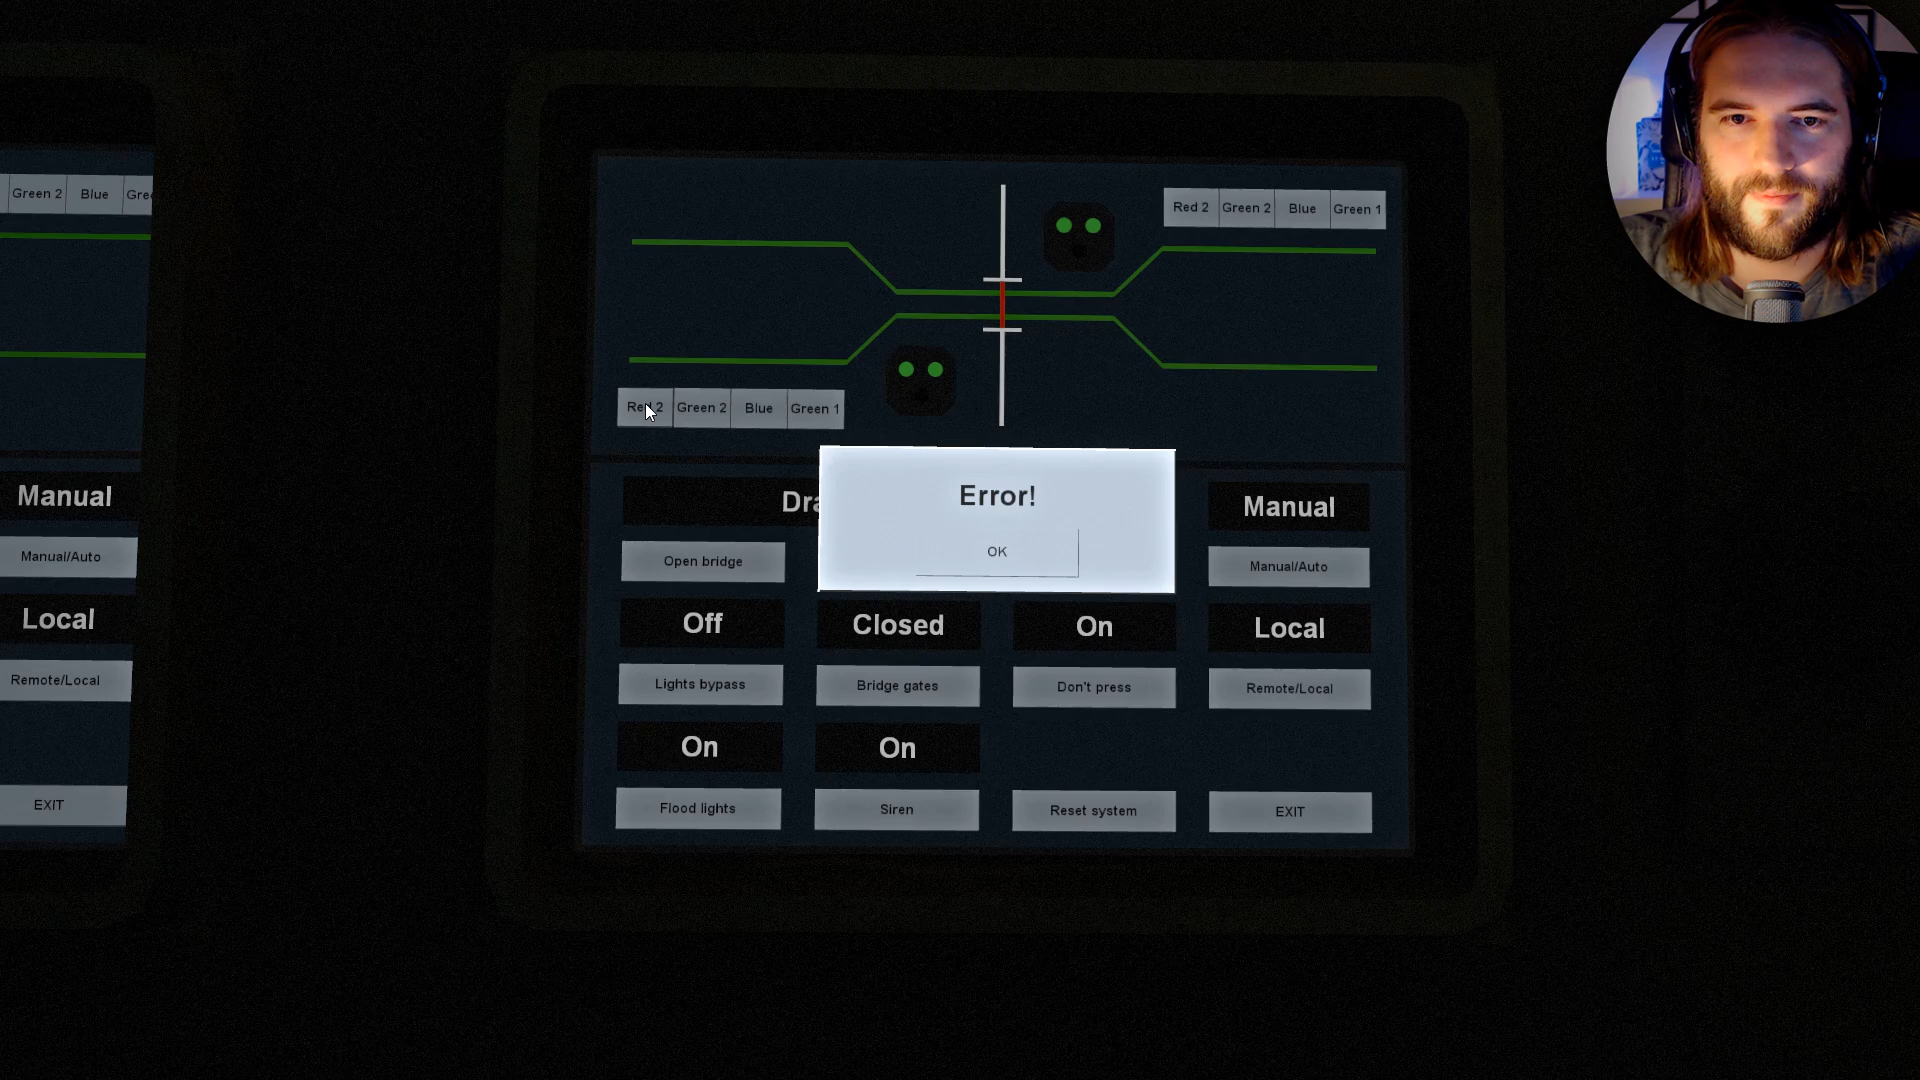 Green 2 Blue
Manual
Manual/Auto
Local
Remote/Local
EXIT
Red 2 Green 2 Blue Green 1
Red 2 Green 2 Blue Green 1
Error!
OK
Manual
Open bridge
Manual/Auto
Off Closed On Local
Lights bypass Bridge gates Don't press Remote/Local
On On
Flood lights Siren Reset system EXIT